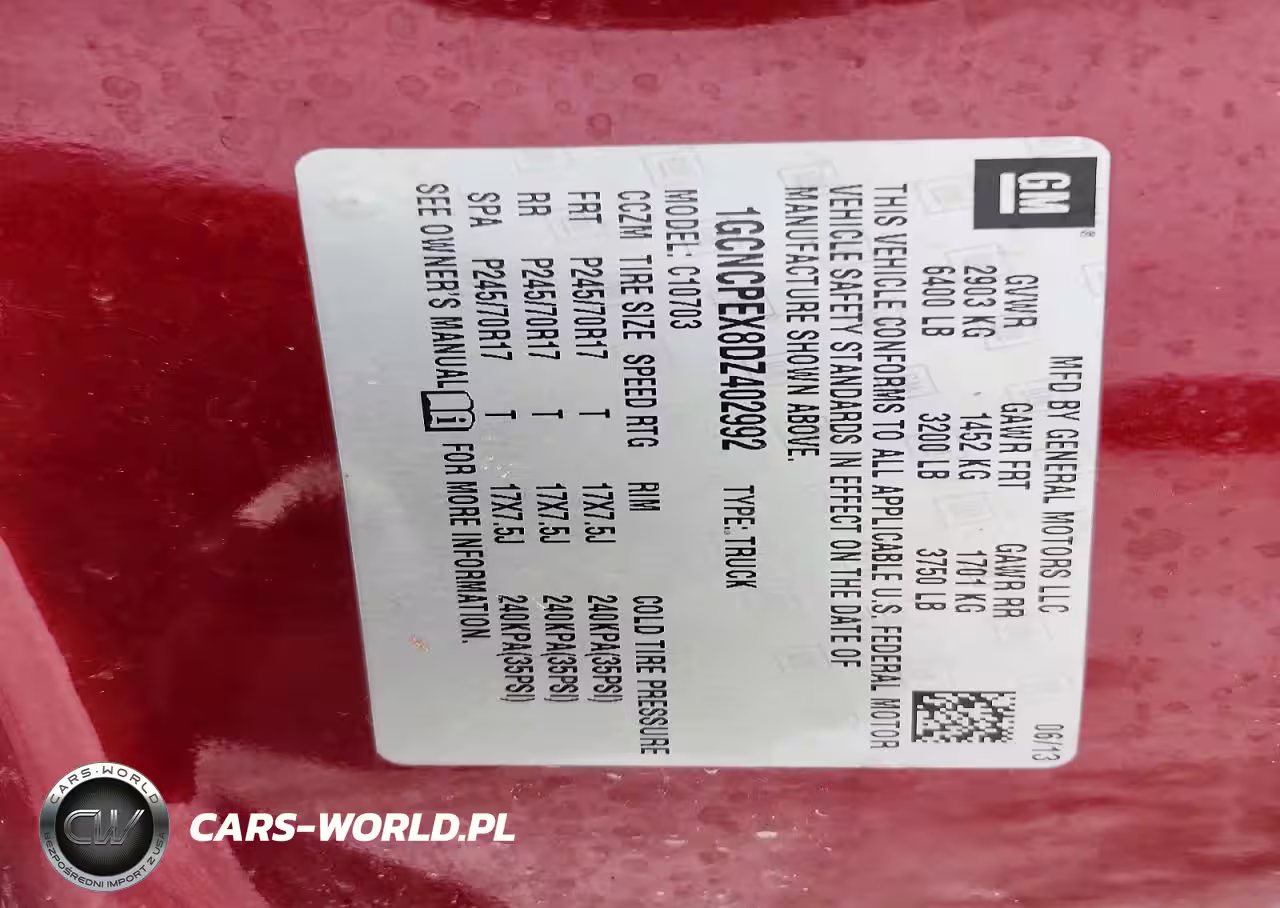 GM
®
MFD BY GENERAL MOTORS LLC 06/13
GVWR GAWR FRT GAWR RR
2903 KG 1452 KG 1701 KG
6400 LB 3200 LB 3750 LB
THIS VEHICLE CONFORMS TO ALL APPLICABLE U.S. FEDERAL MOTOR
VEHICLE SAFETY STANDARDS IN EFFECT ON THE DATE OF
MANUFACTURE SHOWN ABOVE.
1GCNCPEX8DZ402992 TYPE: TRUCK
MODEL: C10703
CGZM TIRE SIZE SPEED RTG RIM COLD TIRE PRESSURE
FRT P245/70R17 T 17X7.5J 240KPA(35PSI)
RR P245/70R17 T 17X7.5J 240KPA(35PSI)
SPA P245/70R17 T 17X7.5J 240KPA(35PSI)
SEE OWNER'S MANUAL i FOR MORE INFORMATION.
CARS-WORLD
CW
BEZPOŚREDNI IMPORT Z USA
CARS-WORLD.PL